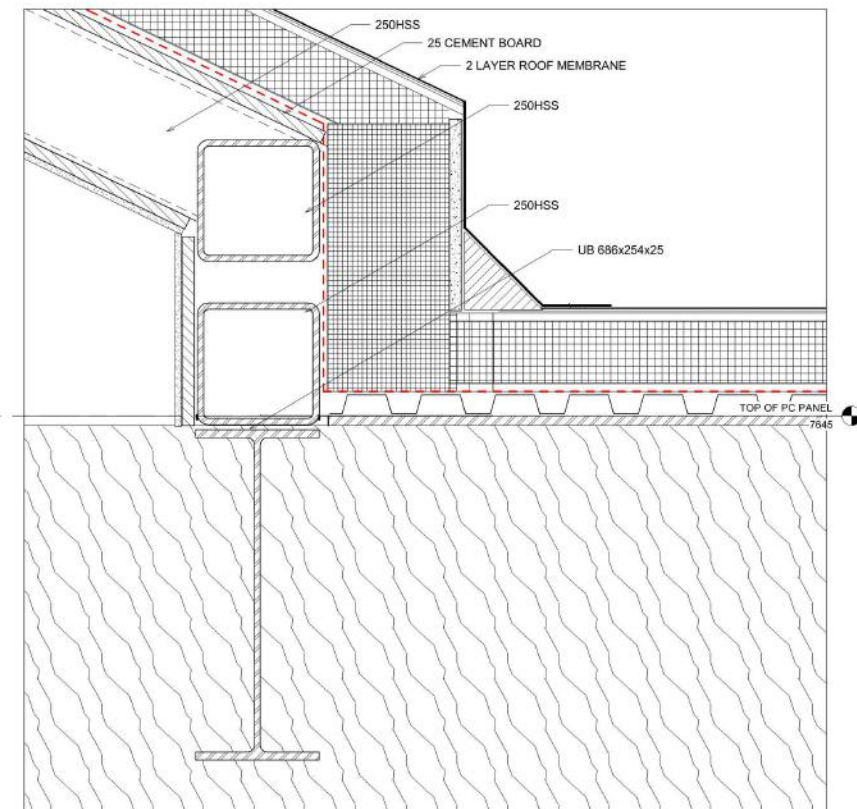 250HSS
25 CEMENT BOARD
2 LAYER ROOF MEMBRANE
250HSS
250HSS
UB 686x254x25
TOP OF PC PANEL
7645